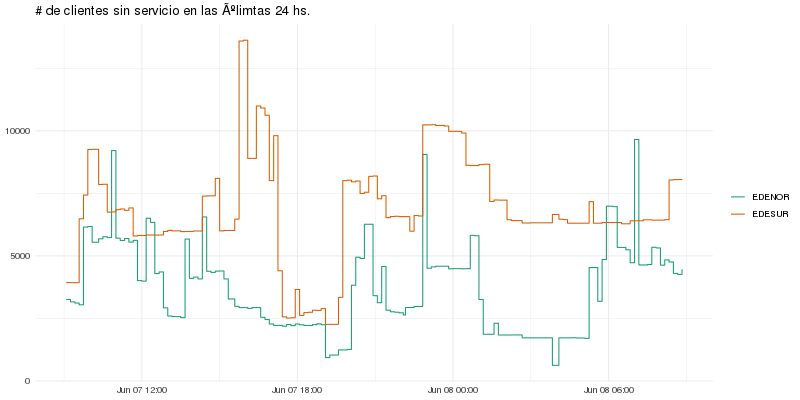 # de clientes sin servicio en las Ãºlimtas 24 hs.
10000
5000
0
Jun 07 12:00
Jun 07 18:00
Jun 08 00:00
Jun 08 06:00
EDENOR
EDESUR